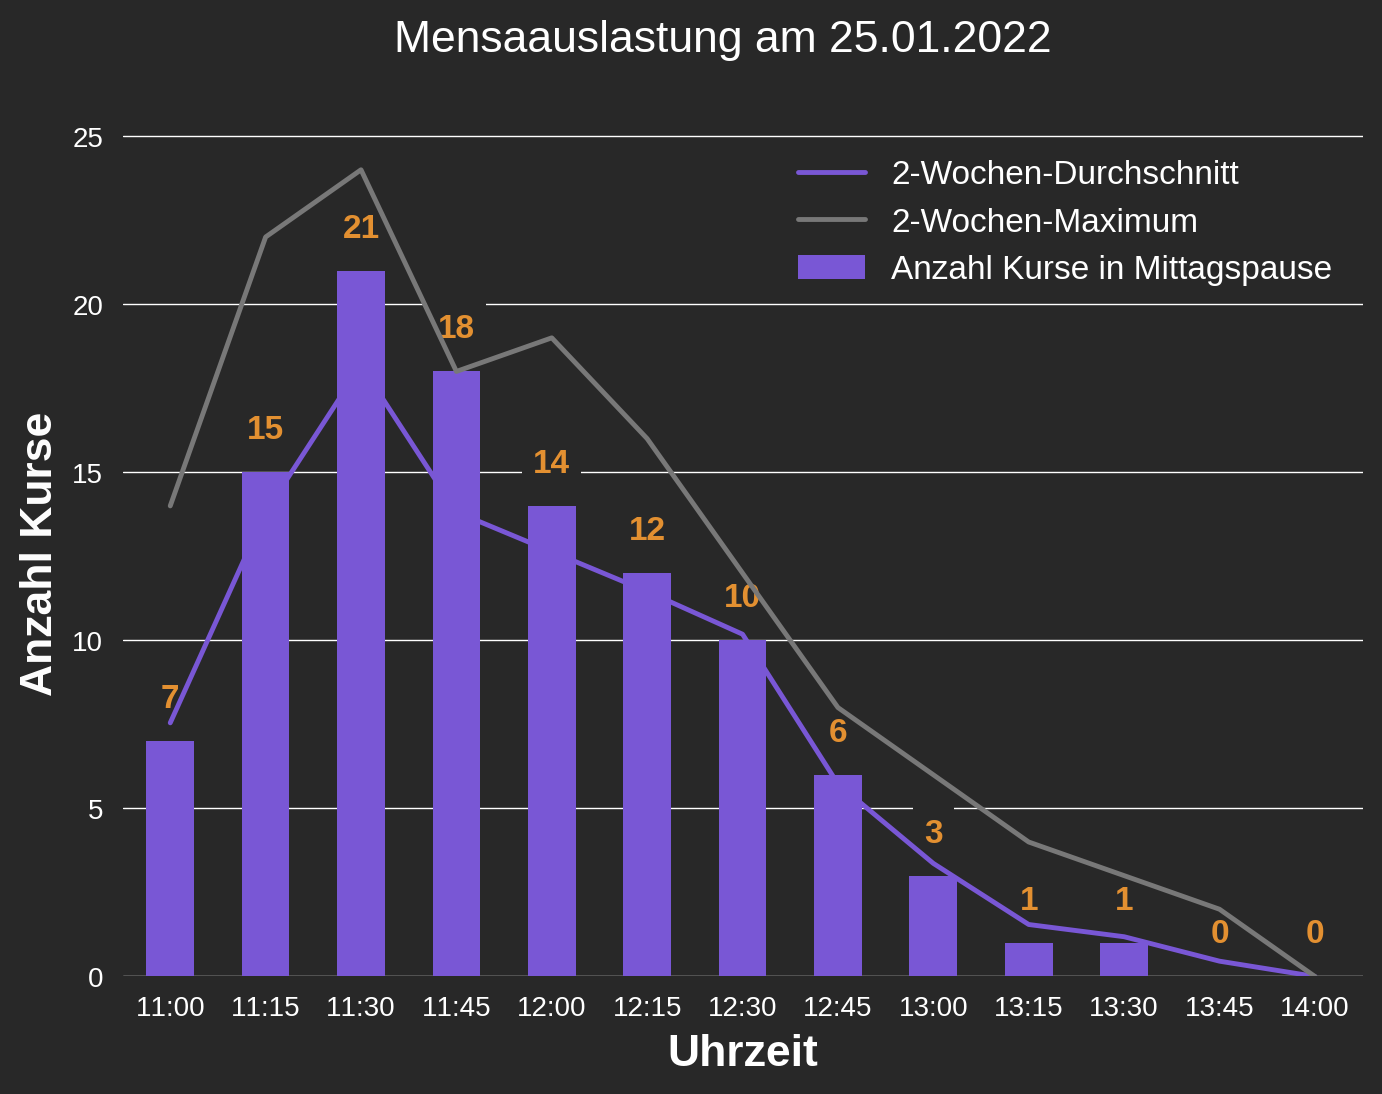 Mensaauslastung am 25.01.2022
25
20
15
10
5
0
Anzahl Kurse
2-Wochen-Durchschnitt
2-Wochen-Maximum
Anzahl Kurse in Mittagspause
7
15
21
18
14
12
10
6
3
1
1
0
0
11:00 11:15 11:30 11:45 12:00 12:15 12:30 12:45 13:00 13:15 13:30 13:45 14:00
Uhrzeit